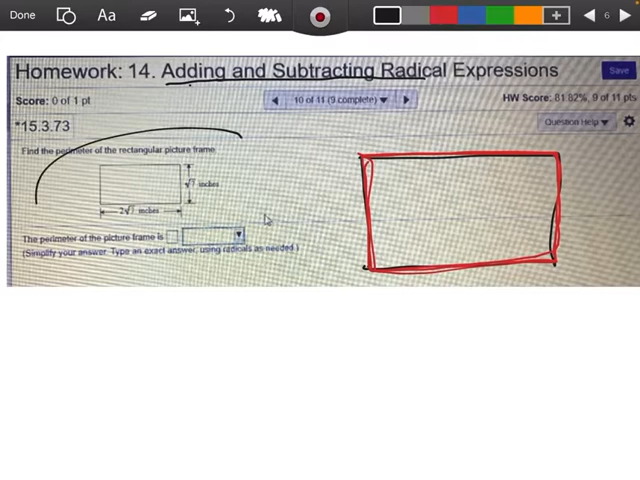 Done
Aa
6
Homework: 14. Adding and Subtracting Radical Expressions
Save
Score: 0 of 1 pt
10 of 11 (9 complete)
HW Score: 81.82%, 9 of 11 pts
*15.3.73
Question Help
Find the perimeter of the rectangular picture frame.
√7 inches
2√7 inches
The perimeter of the picture frame is
(Simplify your answer. Type an exact answer, using radicals as needed.)